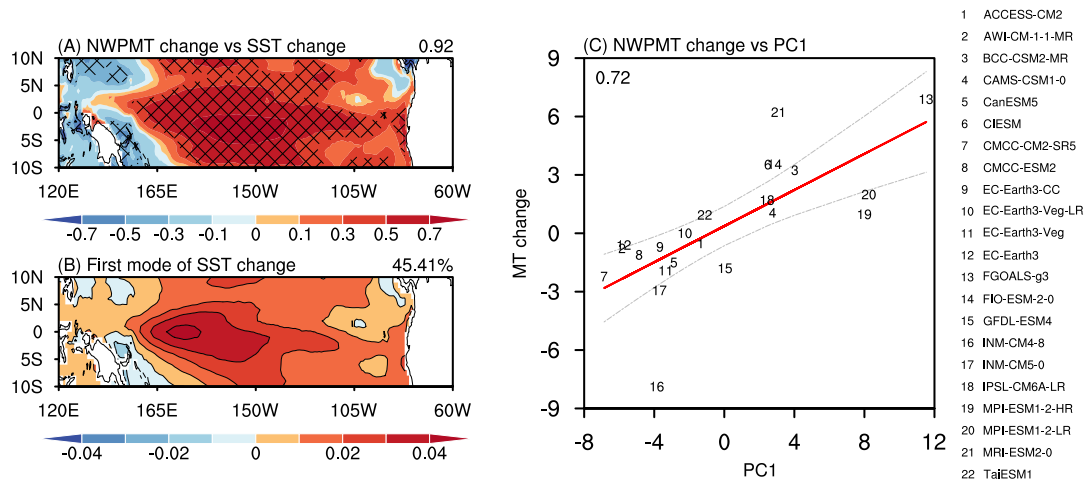 (A) NWPMT change vs SST change 0.92
10N
5N
0
5S
10S
120E 165E 150W 105W 60W
-0.7 -0.5 -0.3 -0.1 0 0.1 0.3 0.5 0.7
(B) First mode of SST change 45.41%
10N
5N
0
5S
10S
120E 165E 150W 105W 60W
-0.04 -0.02 0 0.02 0.04
(C) NWPMT change vs PC1
0.72
MT change
9
6
3
0
-3
-6
-9
-8 -4 0 4 8 12
PC1
13
21
6
14
3
20
18
4
19
22
10
12
2
9
1
8
5
11
15
7
17
16
1 ACCESS-CM2
2 AWI-CM-1-1-MR
3 BCC-CSM2-MR
4 CAMS-CSM1-0
5 CanESM5
6 CIESM
7 CMCC-CM2-SR5
8 CMCC-ESM2
9 EC-Earth3-CC
10 EC-Earth3-Veg-LR
11 EC-Earth3-Veg
12 EC-Earth3
13 FGOALS-g3
14 FIO-ESM-2-0
15 GFDL-ESM4
16 INM-CM4-8
17 INM-CM5-0
18 IPSL-CM6A-LR
19 MPI-ESM1-2-HR
20 MPI-ESM1-2-LR
21 MRI-ESM2-0
22 TaiESM1